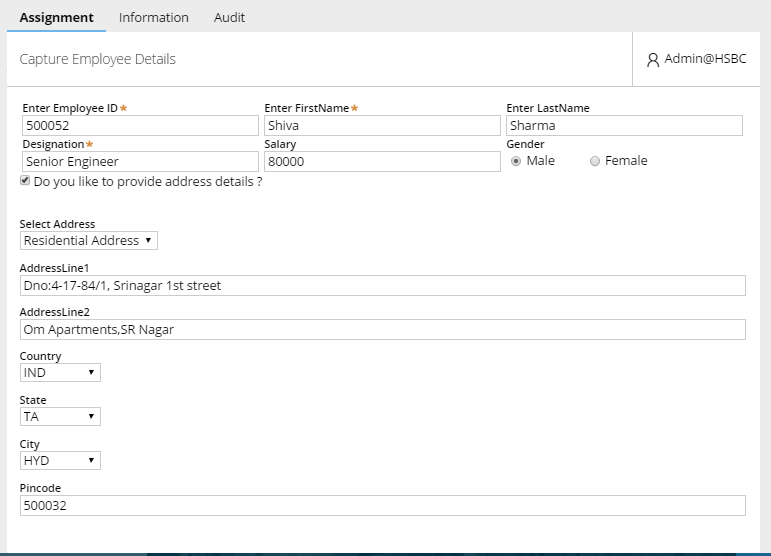 Assignment Information Audit
Capture Employee Details Admin@HSBC
Enter Employee ID* Enter FirstName* Enter LastName
500052 Shiva Sharma
Designation* Salary Gender
Senior Engineer 80000 Male Female
Do you like to provide address details ?
Select Address
Residential Address
AddressLine1
Dno:4-17-84/1, Srinagar 1st street
AddressLine2
Om Apartments,SR Nagar
Country
IND
State
TA
City
HYD
Pincode
500032